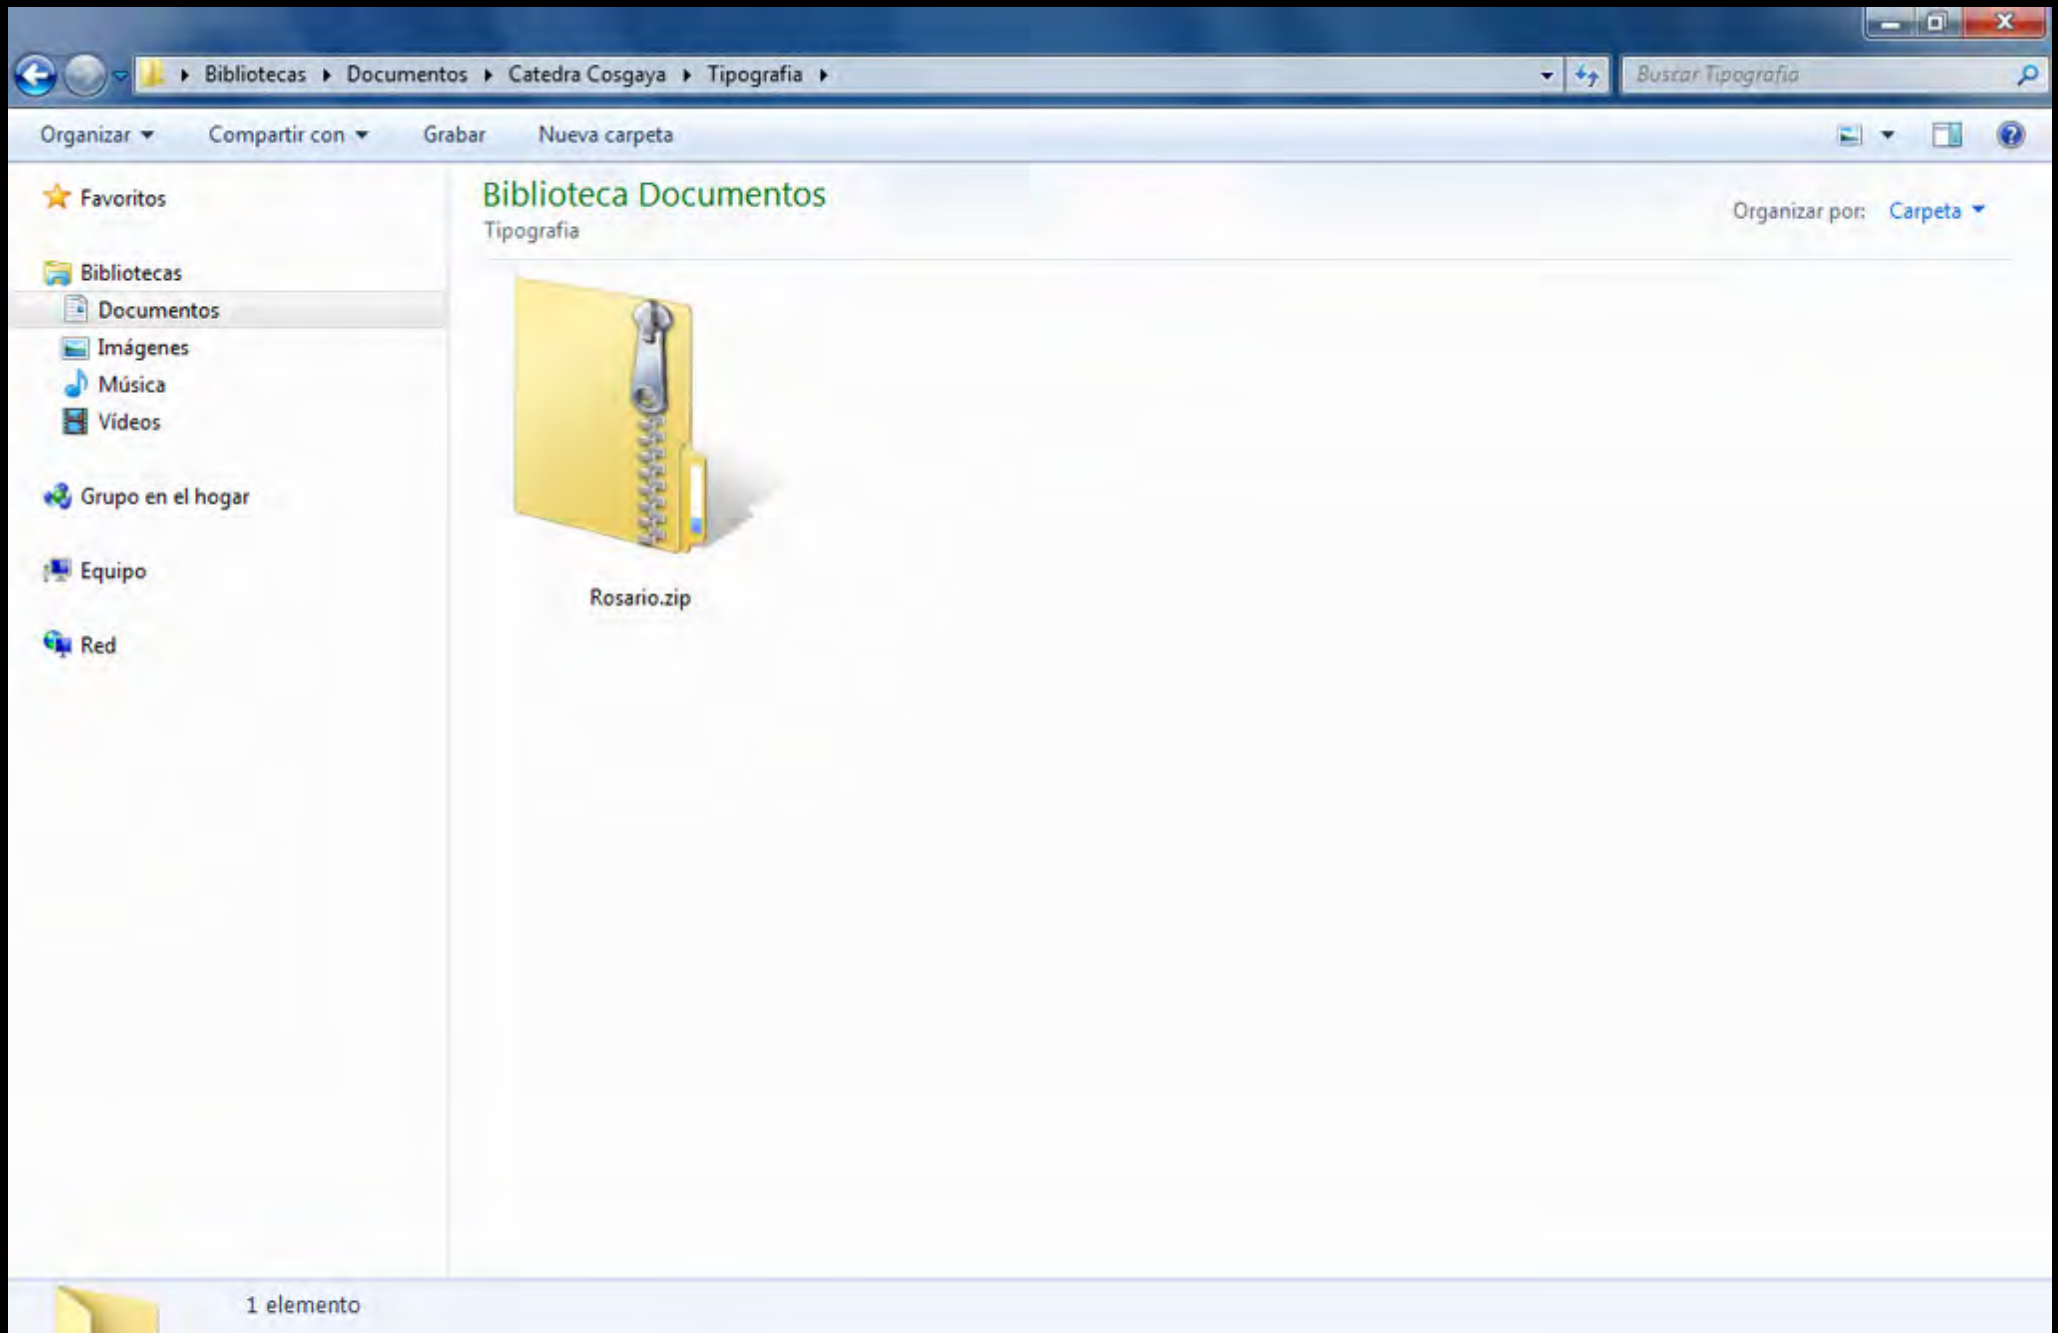 Bibliotecas Documentos Catedra Cosgaya Tipografia
Buscar Tipografia
Organizar Compartir con Grabar Nueva carpeta
Favoritos
Bibliotecas
Documentos
Imágenes
Música
Vídeos
Grupo en el hogar
Equipo
Red
Biblioteca Documentos
Tipografia
Organizar por: Carpeta
Rosario.zip
1 elemento